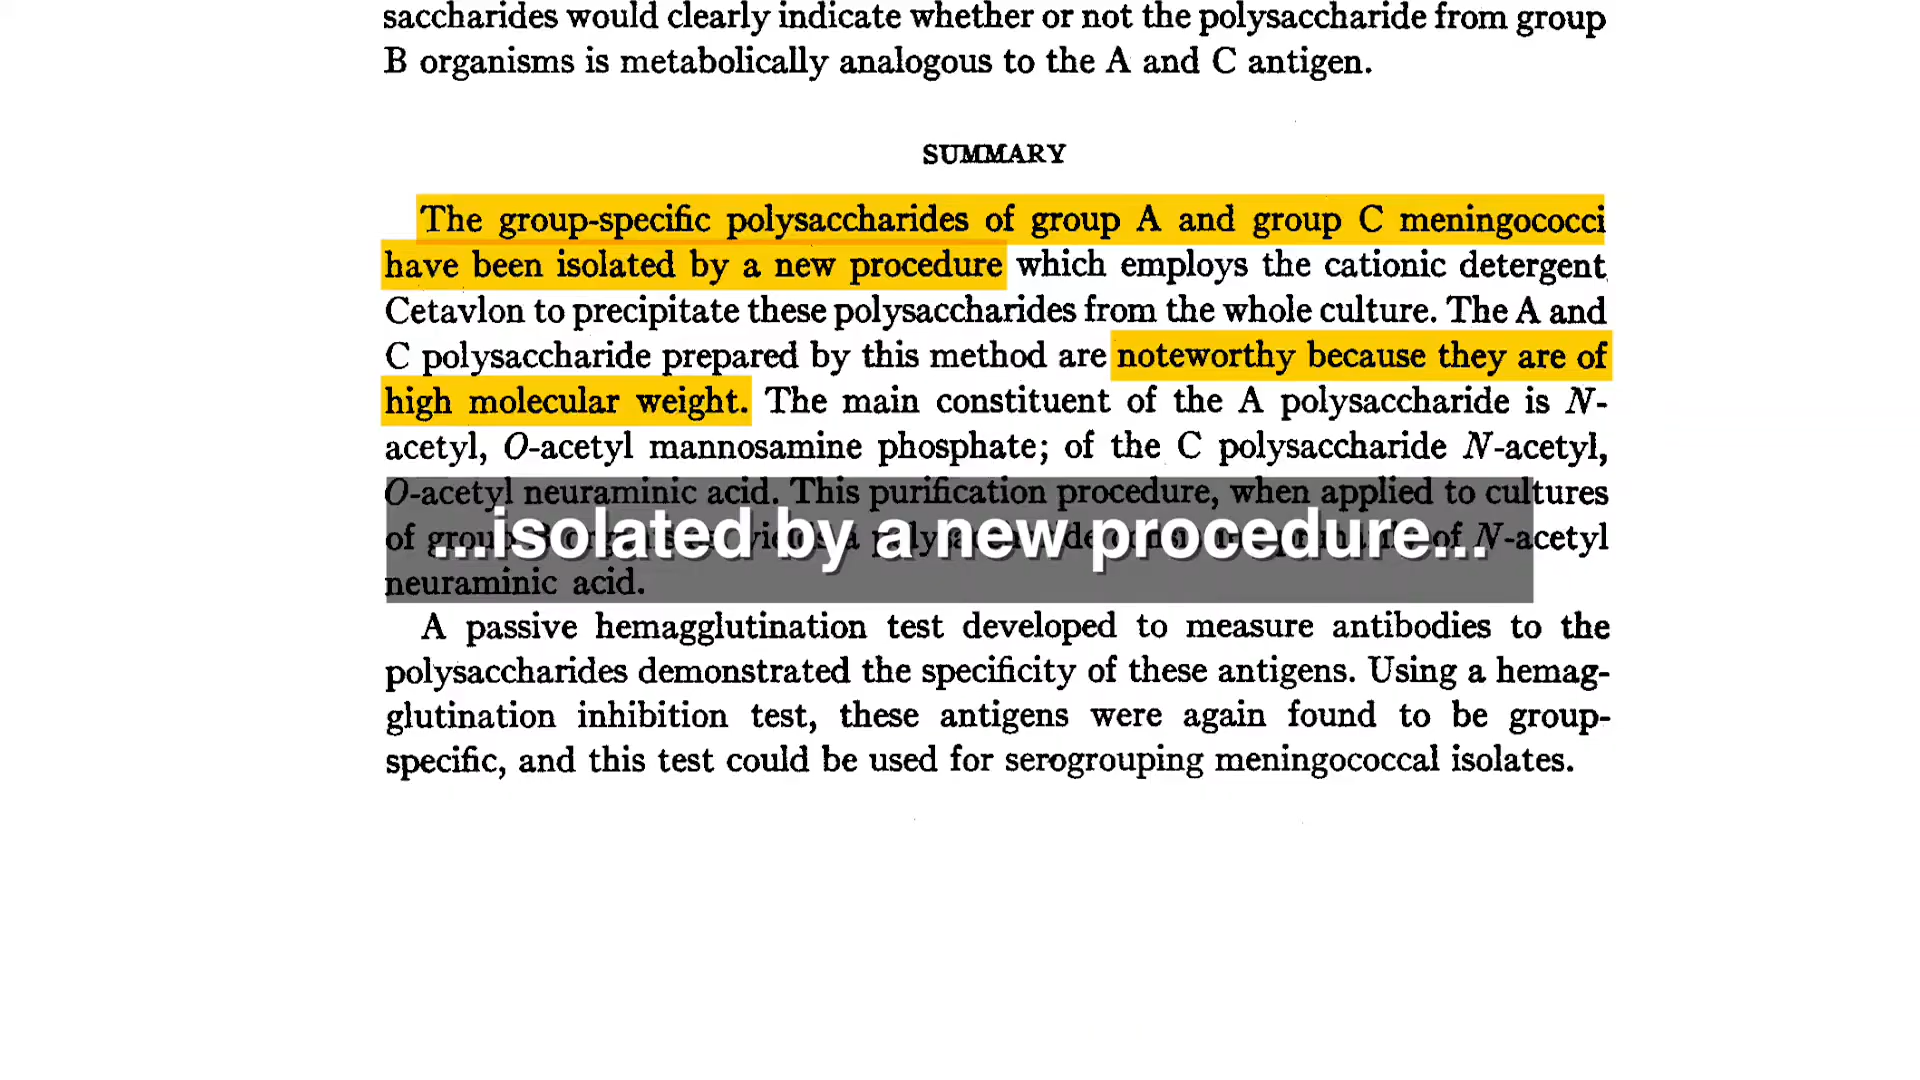 saccharides would clearly indicate whether or not the polysaccharide from group
B organisms is metabolically analogous to the A and C antigen.
SUMMARY
The group-specific polysaccharides of group A and group C meningococci
have been isolated by a new procedure which employs the cationic detergent
Cetavlon to precipitate these polysaccharides from the whole culture. The A and
C polysaccharide prepared by this method are noteworthy because they are of
high molecular weight. The main constituent of the A polysaccharide is N-
acetyl, O-acetyl mannosamine phosphate; of the C polysaccharide N-acetyl,
O-acetyl neuraminic acid. This purification procedure, when applied to cultures
of group of N-acetyl
...isolated by a new procedure...
neuraminic acid.
A passive hemagglutination test developed to measure antibodies to the
polysaccharides demonstrated the specificity of these antigens. Using a hemag-
glutination inhibition test, these antigens were again found to be group-
specific, and this test could be used for serogrouping meningococcal isolates.